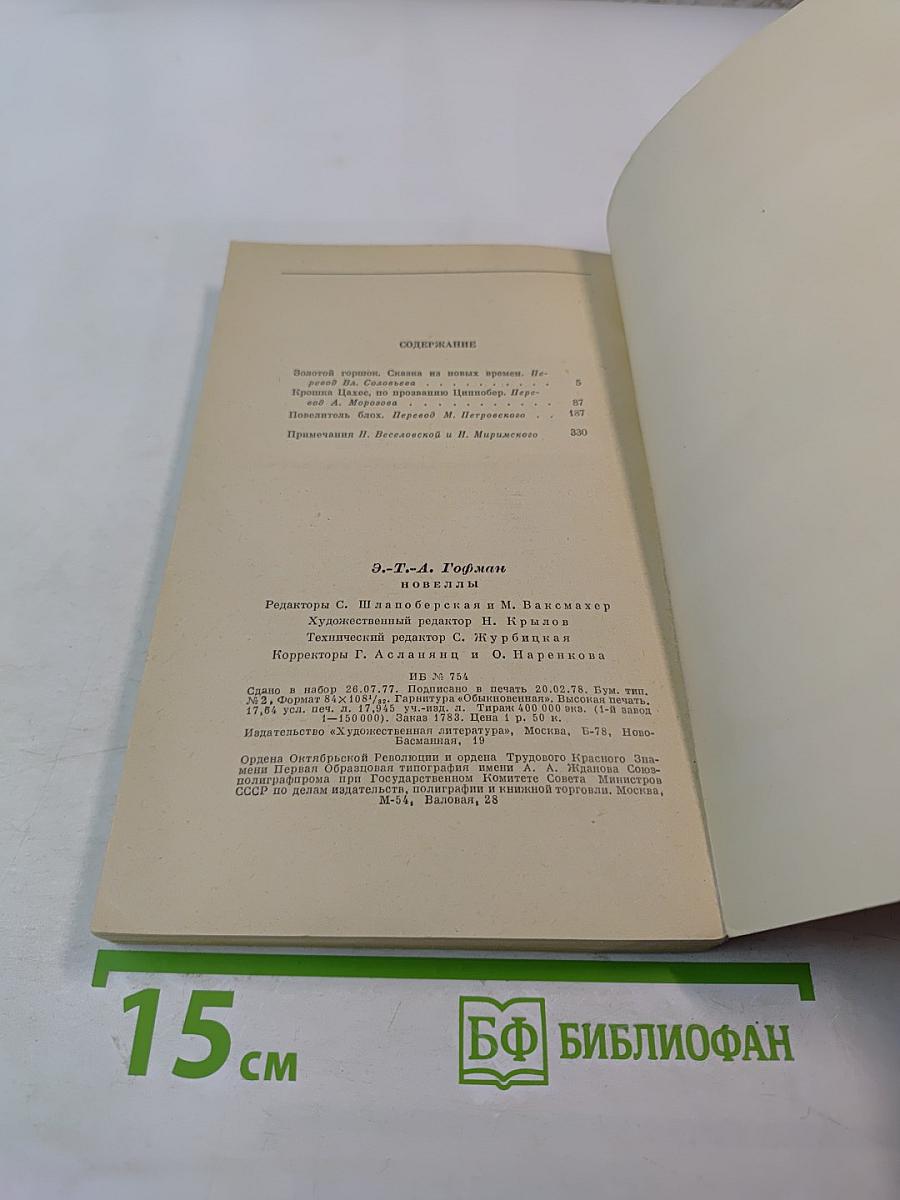 СОДЕРЖАНИЕ
Золотой горшок. Сказка из новых времен. Пе-
ревод Вл. Соловьева . . . . . . . . . . 5
Крошка Цахес, по прозванию Циннобер. Пере-
вод А. Морозова . . . . . . . . . . . 87
Повелитель блох. Перевод М. Петровского . . 187
Примечания Н. Веселовской и И. Миримского 330
Э.-Т.-А. Гофман
НОВЕЛЛЫ
Редакторы С. Шлапоберская и М. Ваксмахер
Художественный редактор Н. Крылов
Технический редактор С. Журбицкая
Корректоры Г. Асланянц и О. Наренкова
ИБ № 754
Сдано в набор 26.07.77. Подписано в печать 20.02.78. Бум. тип.
№ 2, Формат 84×108¹/₃₂. Гарнитура «Обыкновенная». Высокая печать.
17,64 усл. печ. л. 17,945 уч.-изд. л. Тираж 400 000 экз. (1-й завод
1—150 000). Заказ 1783. Цена 1 р. 50 к.
Издательство «Художественная литература», Москва, Б-78, Ново-
Басманная, 19
Ордена Октябрьской Революции и ордена Трудового Красного Зна-
мени Первая Образцовая типография имени А. А. Жданова Союз-
полиграфпрома при Государственном Комитете Совета Министров
СССР по делам издательств, полиграфии и книжной торговли. Москва,
М-54, Валовая, 28
15 см
БФ БИБЛИОФАН